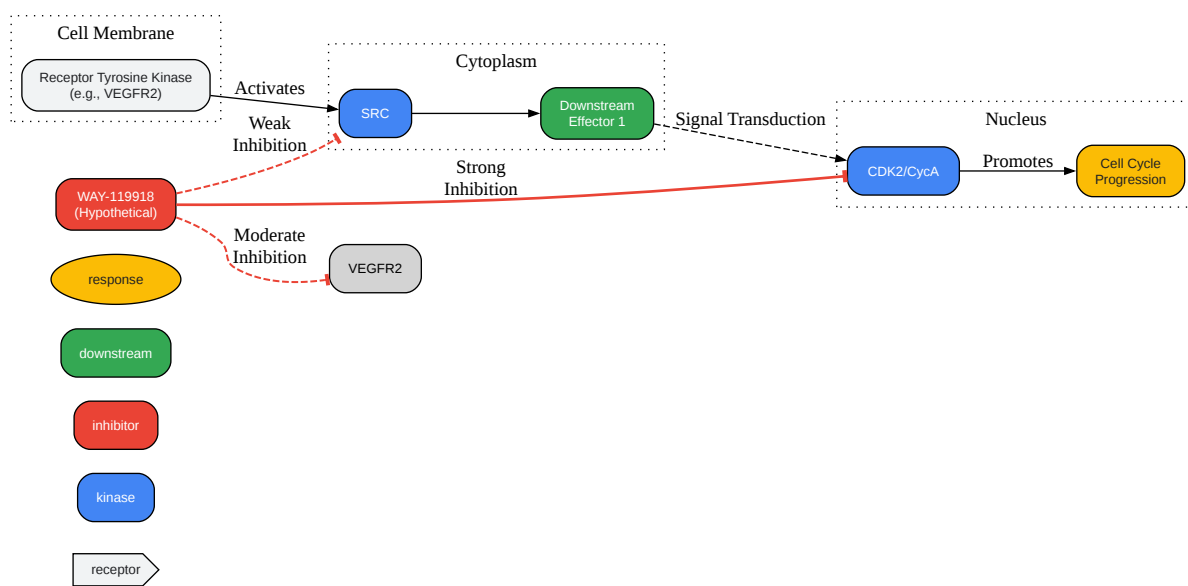 Cell Membrane
Receptor Tyrosine Kinase
(e.g., VEGFR2)
Activates
Cytoplasm
SRC
Downstream
Effector 1
Signal Transduction
Nucleus
CDK2/CycA
Promotes
Cell Cycle
Progression
Weak
Inhibition
Strong
Inhibition
WAY-119918
(Hypothetical)
Moderate
Inhibition
VEGFR2
response
downstream
inhibitor
kinase
receptor